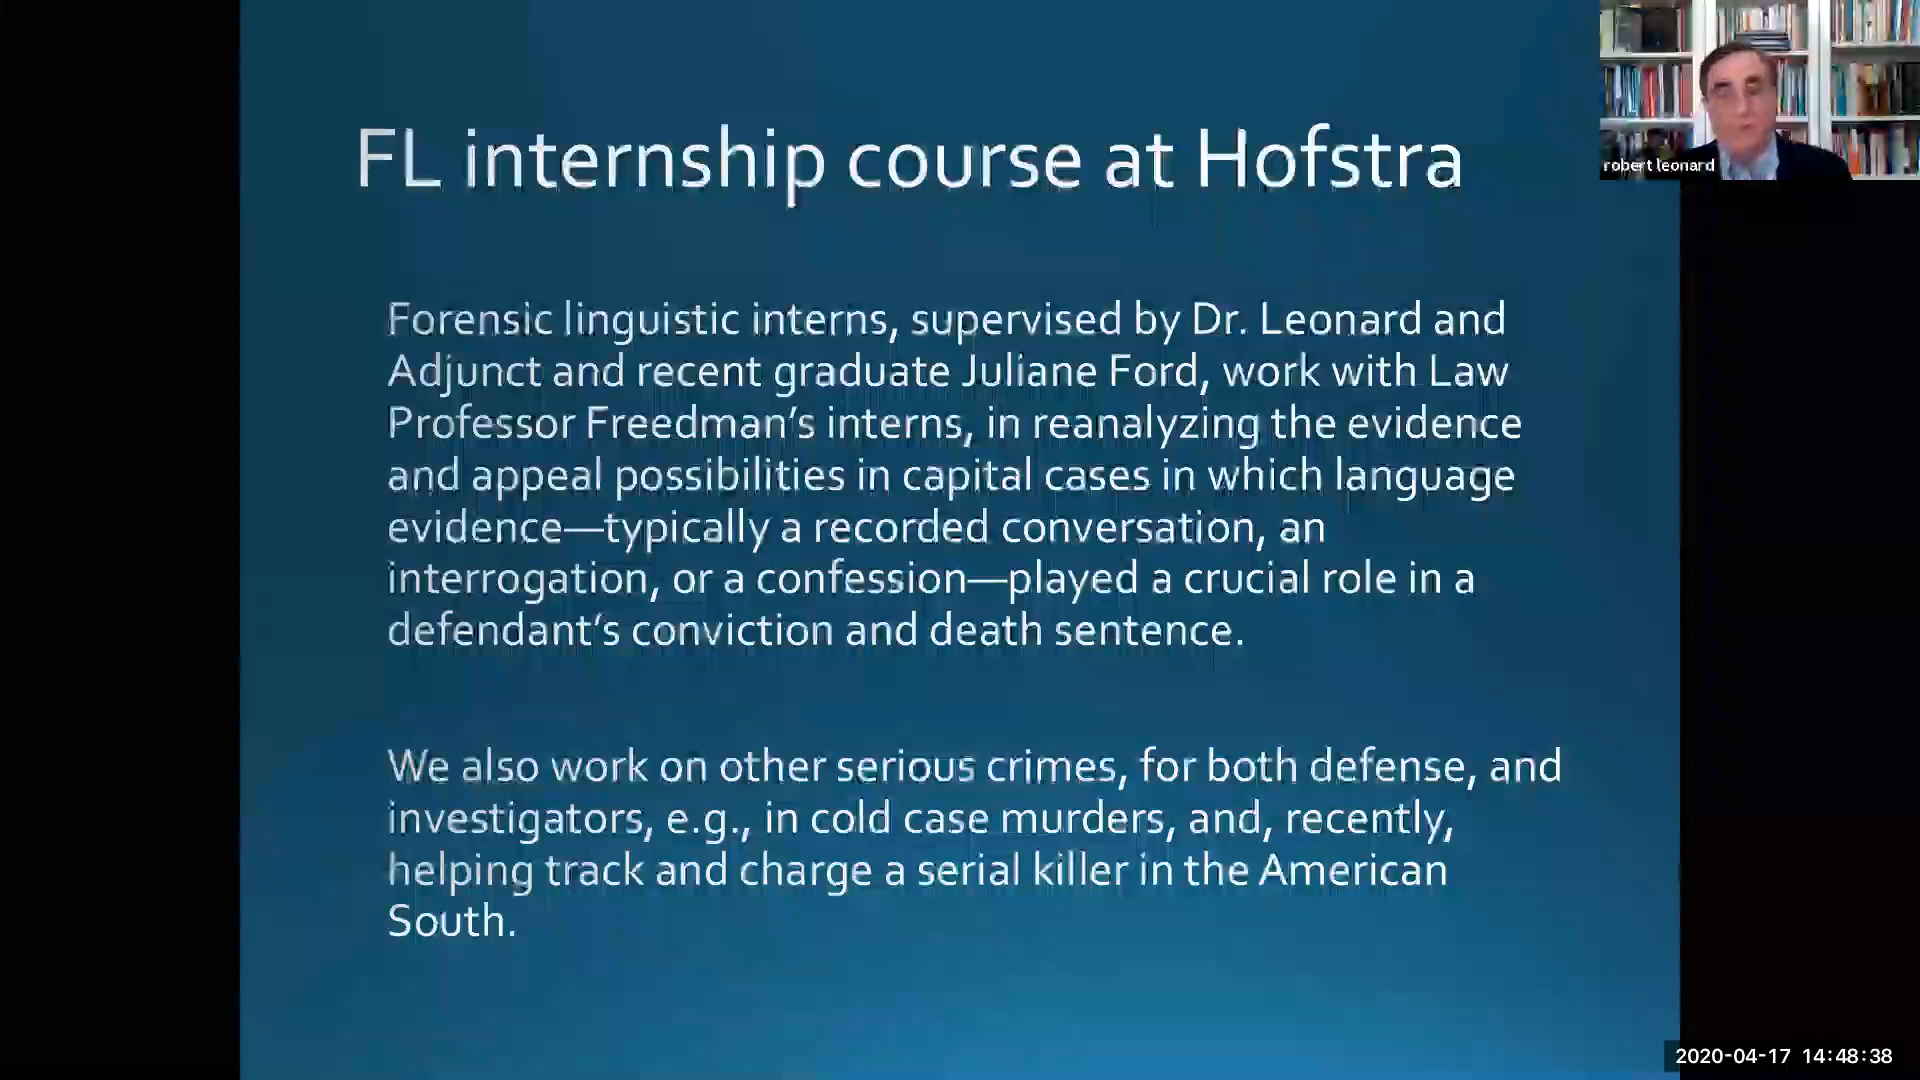 FL internship course at Hofstra
robert leonard
Forensic linguistic interns, supervised by Dr. Leonard and
Adjunct and recent graduate Juliane Ford, work with Law
Professor Freedman’s interns, in reanalyzing the evidence
and appeal possibilities in capital cases in which language
evidence—typically a recorded conversation, an
interrogation, or a confession—played a crucial role in a
defendant’s conviction and death sentence.
We also work on other serious crimes, for both defense, and
investigators, e.g., in cold case murders, and, recently,
helping track and charge a serial killer in the American
South.
2020-04-17 14:48:38